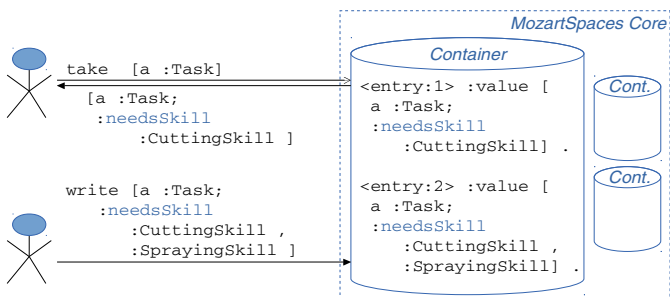 MozartSpaces Core
take [a :Task]
[a :Task;
:needsSkill
:CuttingSkill ]
write [a :Task;
:needsSkill
:CuttingSkill ,
:SprayingSkill ]
Container
<entry:1> :value [
a :Task;
:needsSkill
:CuttingSkill] .
<entry:2> :value [
a :Task;
:needsSkill
:CuttingSkill ,
:SprayingSkill] .
Cont.
Cont.